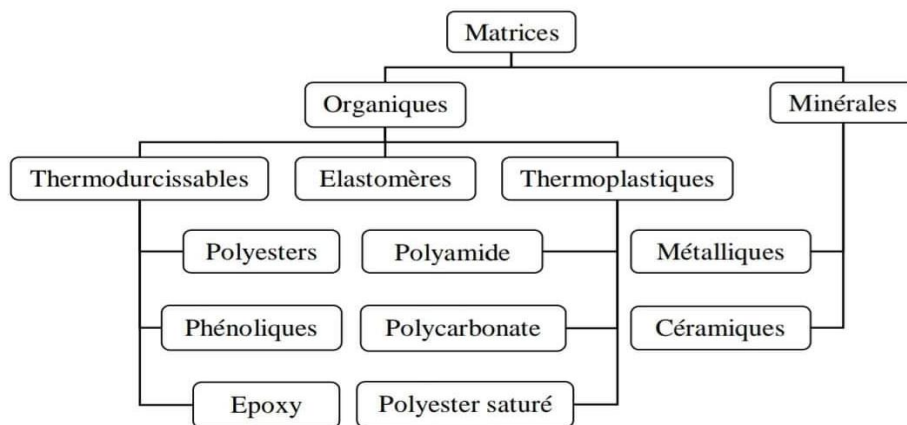 Matrices
Organiques
Minérales
Thermodurcissables
Elastomères
Thermoplastiques
Polyesters
Polyamide
Métalliques
Phénoliques
Polycarbonate
Céramiques
Epoxy
Polyester saturé